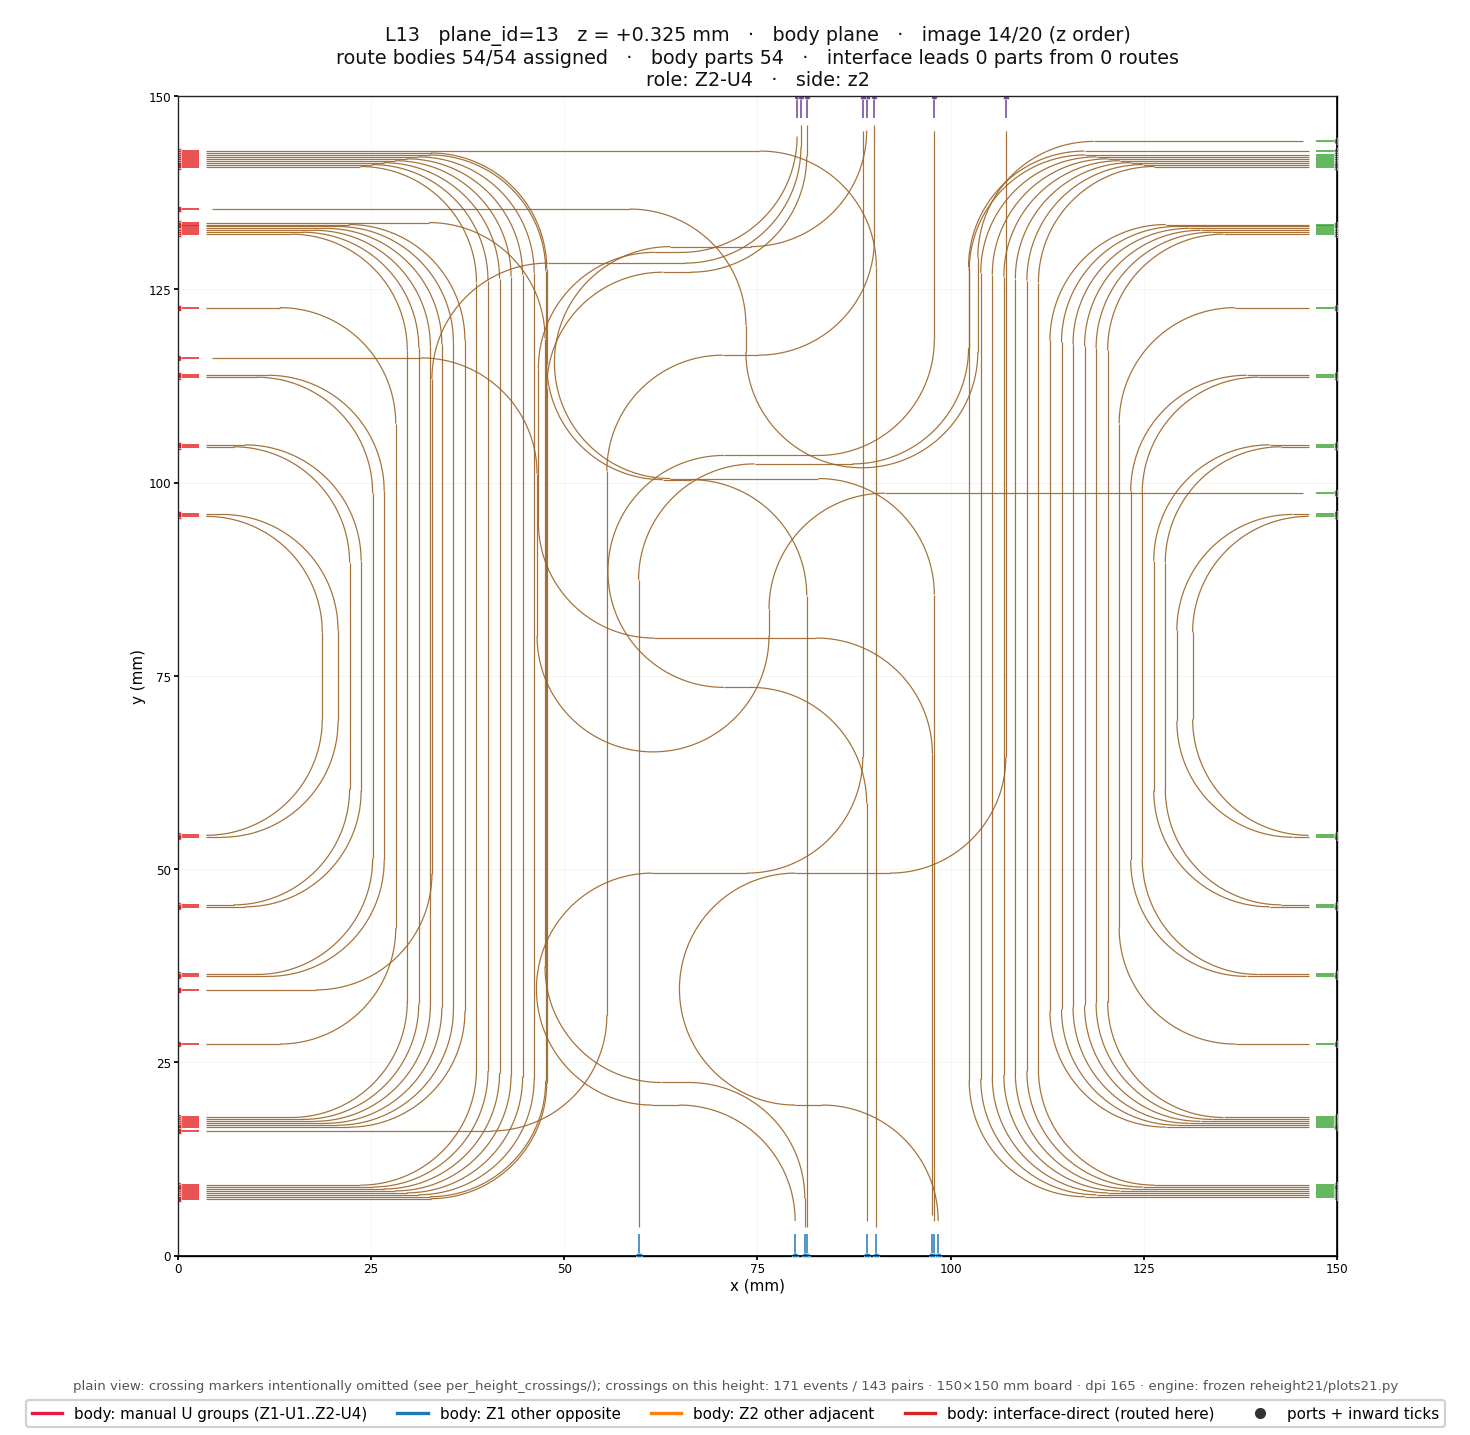 L13   plane_id=13   z = +0.325 mm   ·   body plane   ·   image 14/20 (z order)
route bodies 54/54 assigned   ·   body parts 54   ·   interface leads 0 parts from 0 routes
role: Z2-U4   ·   side: z2
150
125
100
75
50
25
0
y (mm)
0 25 50 75 100 125 150
x (mm)
plain view: crossing markers intentionally omitted (see per_height_crossings/); crossings on this height: 171 events / 143 pairs · 150×150 mm board · dpi 165 · engine: frozen reheight21/plots21.py
body: manual U groups (Z1-U1..Z2-U4) body: Z1 other opposite body: Z2 other adjacent body: interface-direct (routed here) ports + inward ticks